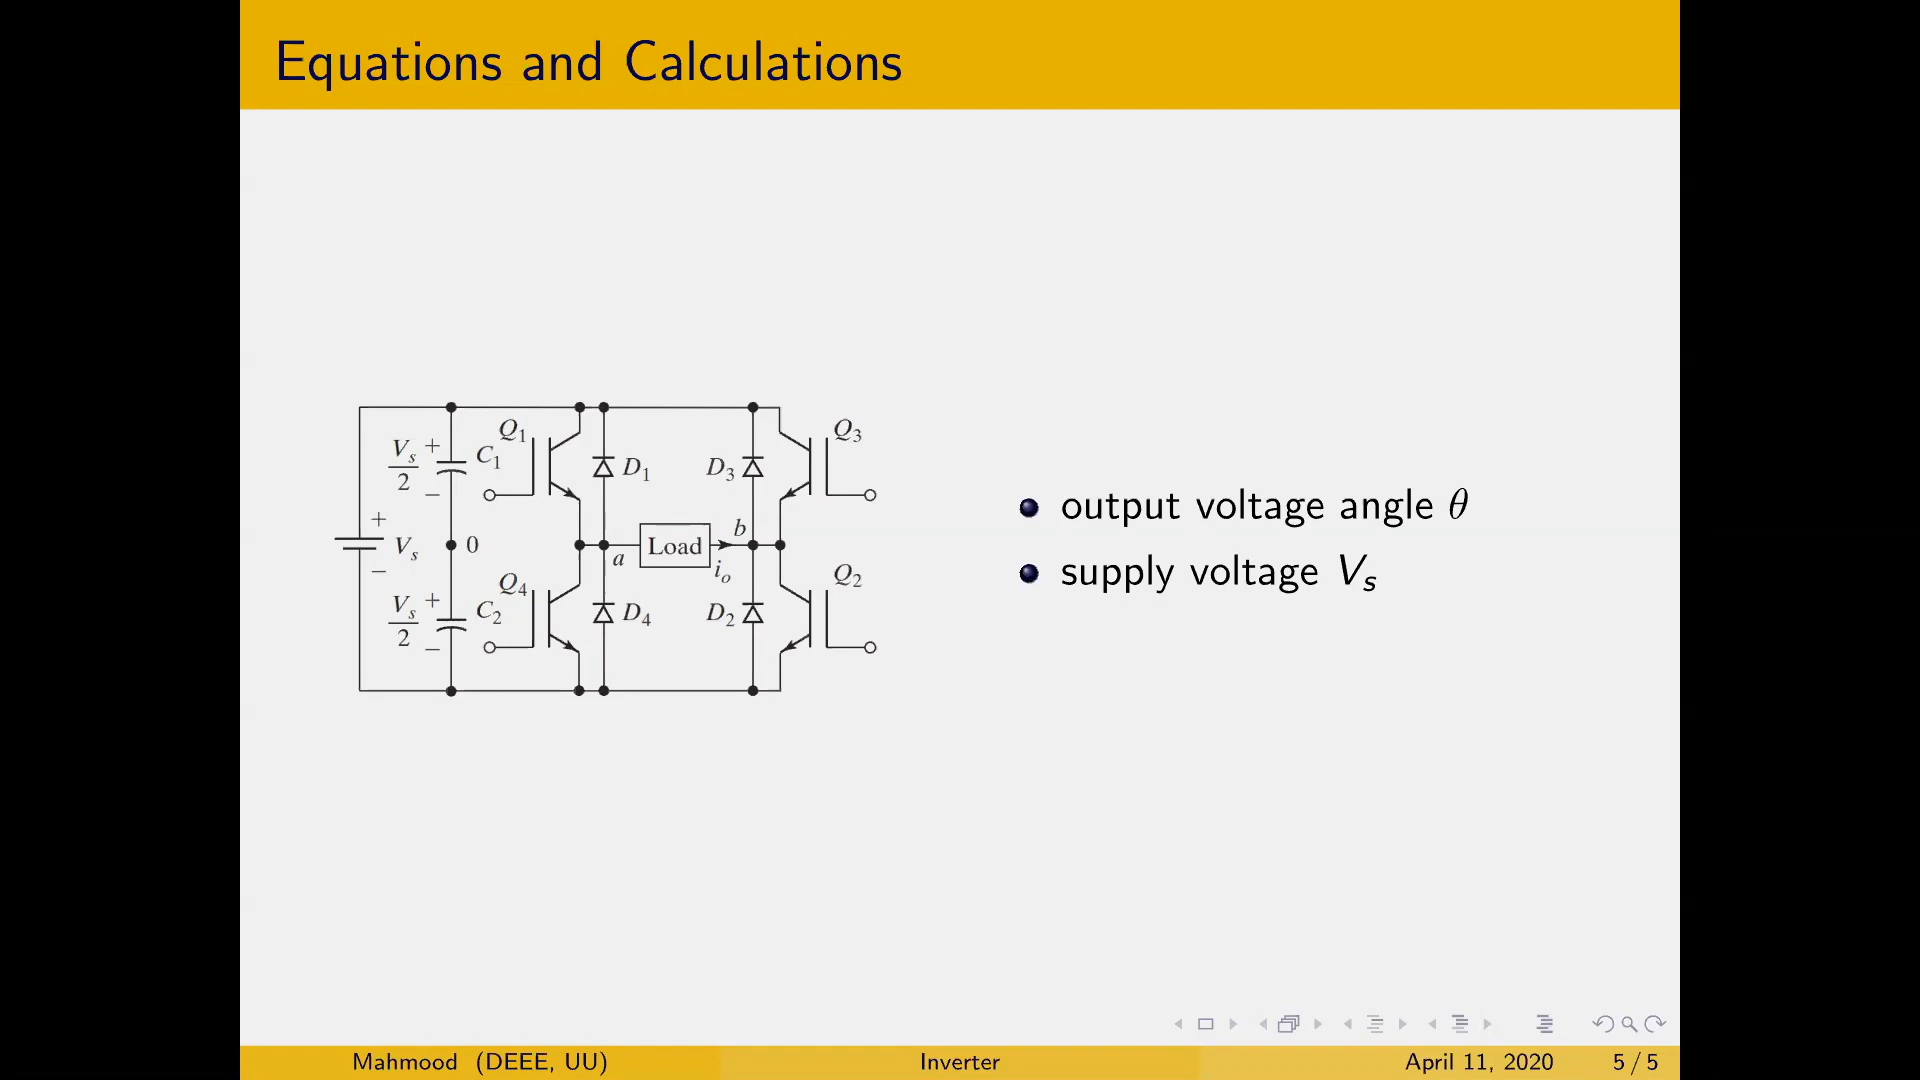 Equations and Calculations
Q1
Q3
Vs/2
+
C1
D1
D3
−
+
Vs
0
a
Load
b
io
−
Q4
Q2
Vs/2
+
C2
D4
D2
−
output voltage angle θ
supply voltage Vs
Mahmood (DEEE, UU)
Inverter
April 11, 2020
5 / 5